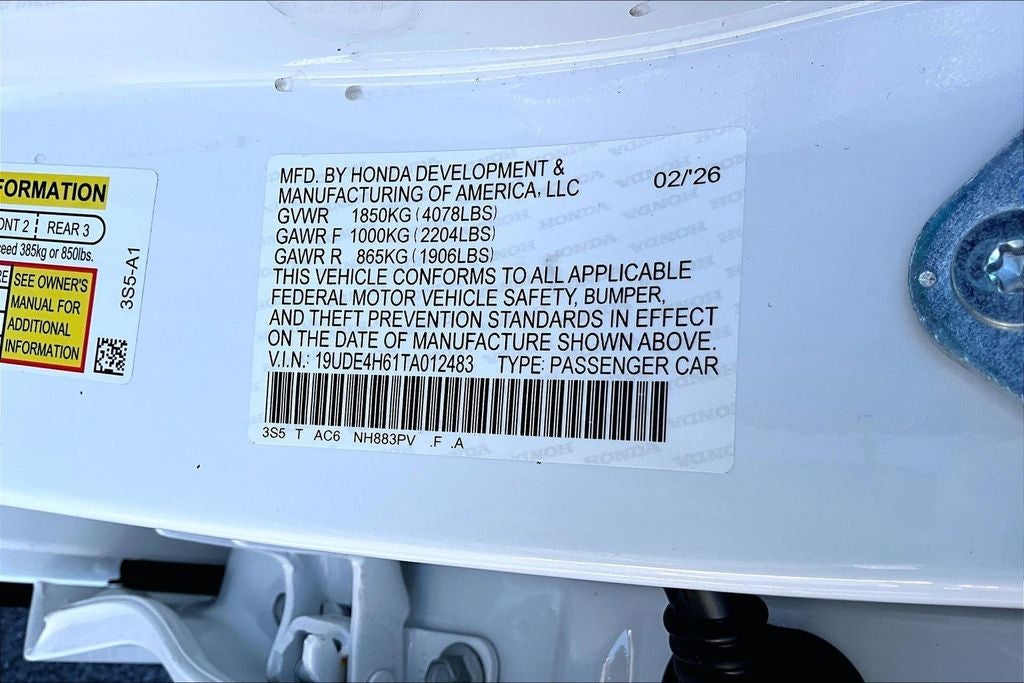 FORMATION
ONT 2 REAR 3
ceed 385kg or 850lbs.
RE
SEE OWNER'S
MANUAL FOR
ADDITIONAL
INFORMATION
3S5-A1
MFD. BY HONDA DEVELOPMENT &
MANUFACTURING OF AMERICA, LLC
02/'26
GVWR 1850KG (4078LBS)
GAWR F 1000KG (2204LBS)
GAWR R 865KG (1906LBS)
THIS VEHICLE CONFORMS TO ALL APPLICABLE
FEDERAL MOTOR VEHICLE SAFETY, BUMPER,
AND THEFT PREVENTION STANDARDS IN EFFECT
ON THE DATE OF MANUFACTURE SHOWN ABOVE.
V.I.N.: 19UDE4H61TA012483 TYPE: PASSENGER CAR
3S5 T AC6 NH883PV .F .A